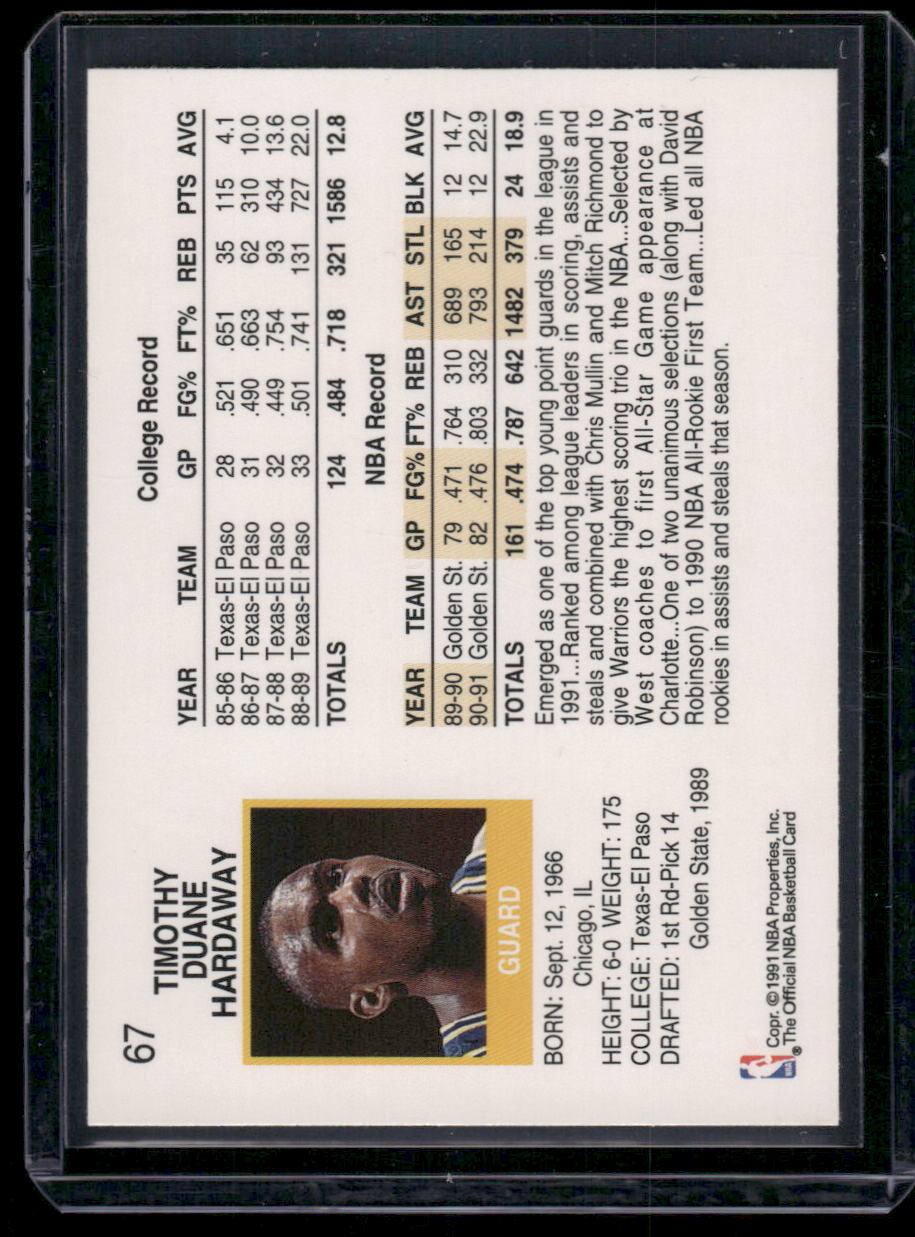 67
TIMOTHY
DUANE
HARDAWAY
GUARD
BORN: Sept. 12, 1966
Chicago, IL
HEIGHT: 6-0 WEIGHT: 175
COLLEGE: Texas-El Paso
DRAFTED: 1st Rd-Pick 14
Golden State, 1989
NBA
® Copr. © 1991 NBA Properties, Inc.
The Official NBA Basketball Card
College Record
YEAR TEAM GP FG% FT% REB PTS AVG
85-86 Texas-El Paso 28 .521 .651 35 115 4.1
86-87 Texas-El Paso 31 .490 .663 62 310 10.0
87-88 Texas-El Paso 32 .449 .754 93 434 13.6
88-89 Texas-El Paso 33 .501 .741 131 727 22.0
TOTALS 124 .484 .718 321 1586 12.8
NBA Record
YEAR TEAM GP FG% FT% REB AST STL BLK AVG
89-90 Golden St. 79 .471 .764 310 689 165 12 14.7
90-91 Golden St. 82 .476 .803 332 793 214 12 22.9
TOTALS 161 .474 .787 642 1482 379 24 18.9
Emerged as one of the top young point guards in the league in
1991...Ranked among league leaders in scoring, assists and
steals and combined with Chris Mullin and Mitch Richmond to
give Warriors the highest scoring trio in the NBA...Selected by
West coaches to first All-Star Game appearance at
Charlotte...One of two unanimous selections (along with David
Robinson) to 1990 NBA All-Rookie First Team...Led all NBA
rookies in assists and steals that season.